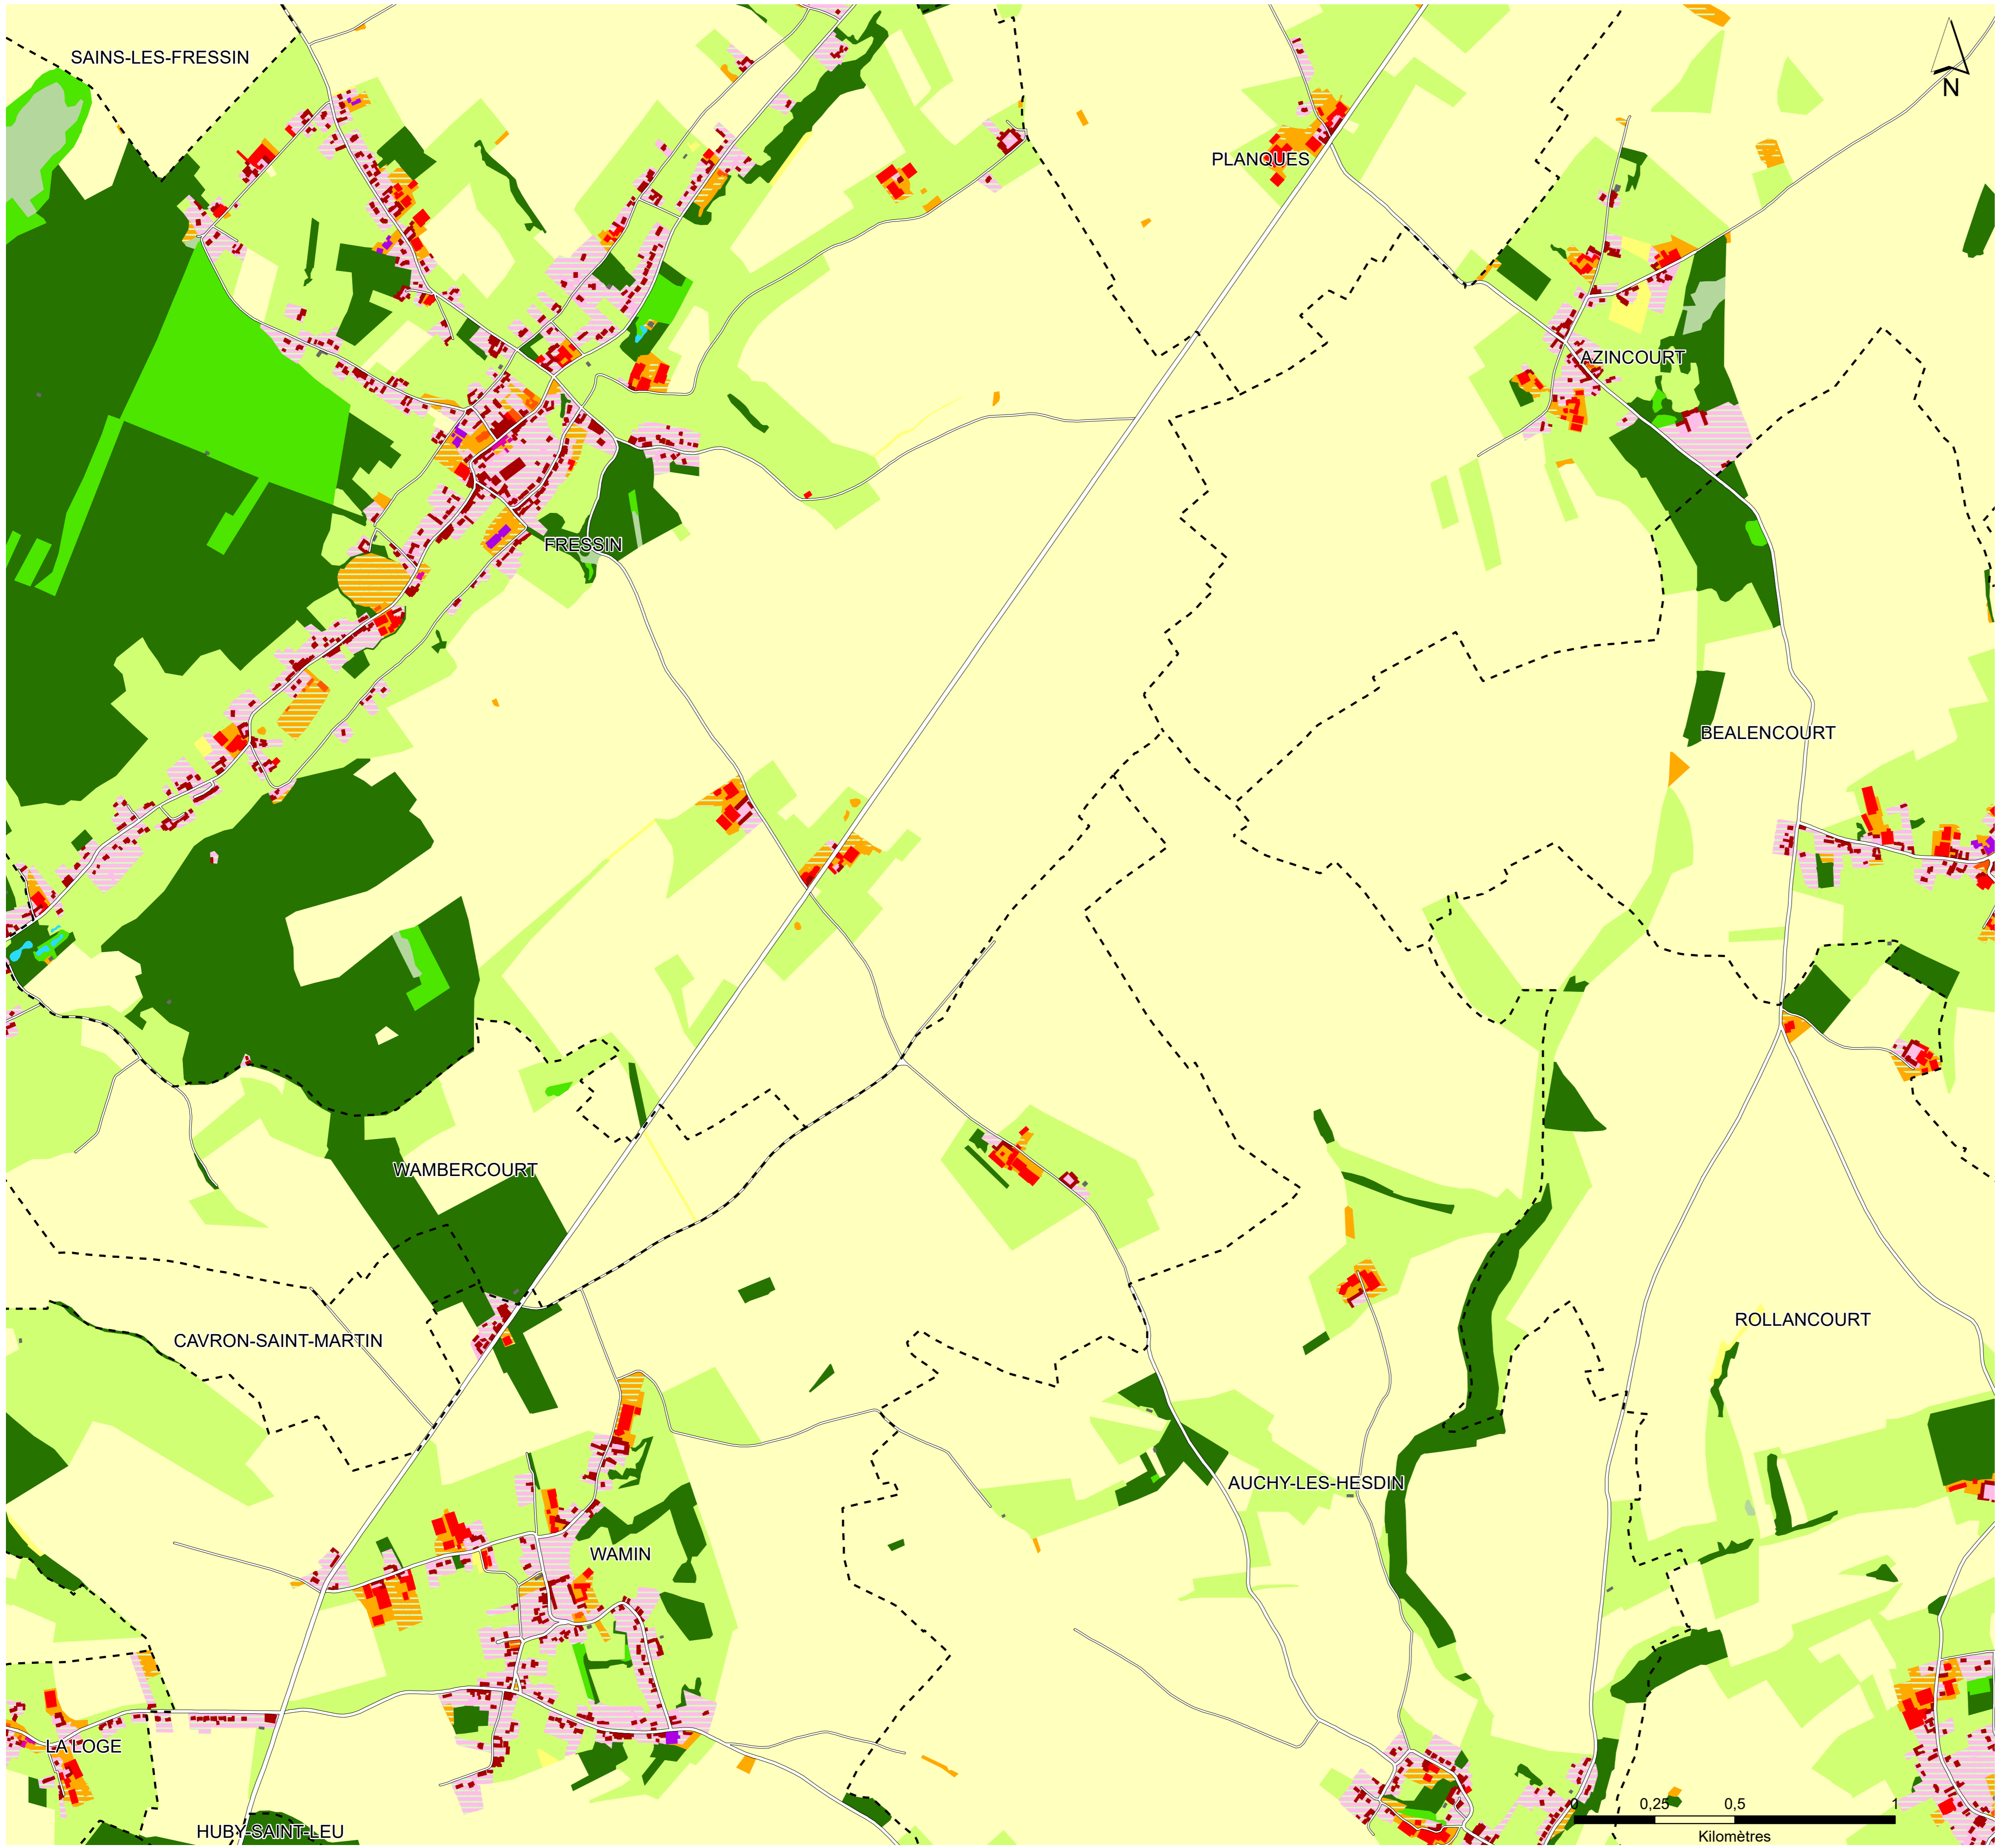 SAINS-LES-FRESSIN
N
PLANQUES
AZINCOURT
FRESSIN
BEALENCOURT
WAMBERCOURT
ROLLANCOURT
CAVRON-SAINT-MARTIN
AUCHY-LES-HESDIN
WAMIN
LA LOGE
0 0,25 0,5 1
HUBY-SAINT-LEU
Kilomètres